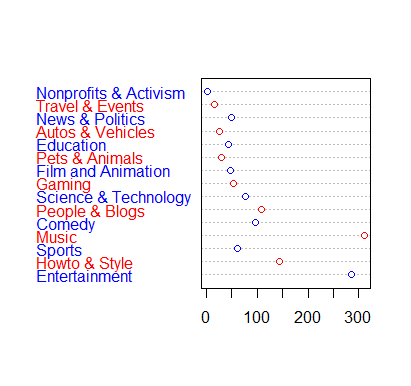 Nonprofits & Activism
Travel & Events
News & Politics
Autos & Vehicles
Education
Pets & Animals
Film and Animation
Gaming
Science & Technology
People & Blogs
Comedy
Music
Sports
Howto & Style
Entertainment
0 100 200 300